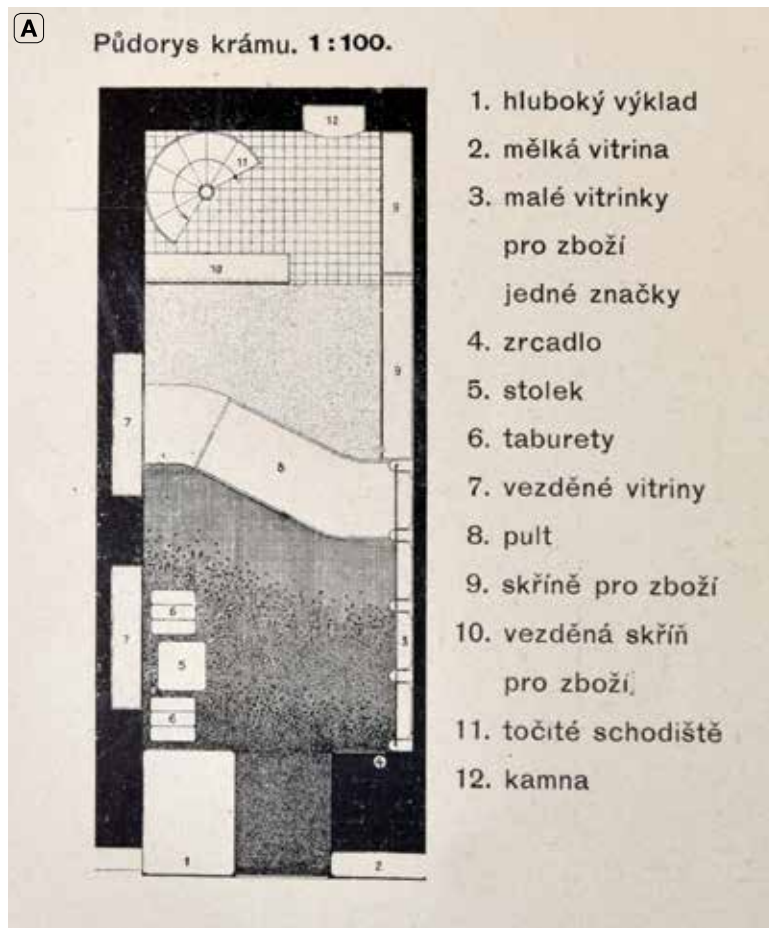 A
Půdorys krámu. 1:100.
1. hluboký výklad
2. mělká vitrina
3. malé vitrinky
pro zboží
jedné značky
4. zrcadlo
5. stolek
6. taburety
7. vezděné vitriny
8. pult
9. skříně pro zboží
10. vezděná skříň
pro zboží
11. točité schodiště
12. kamna
12
11
9
10
9
7
8
6
7
5
3
6
4
1
2